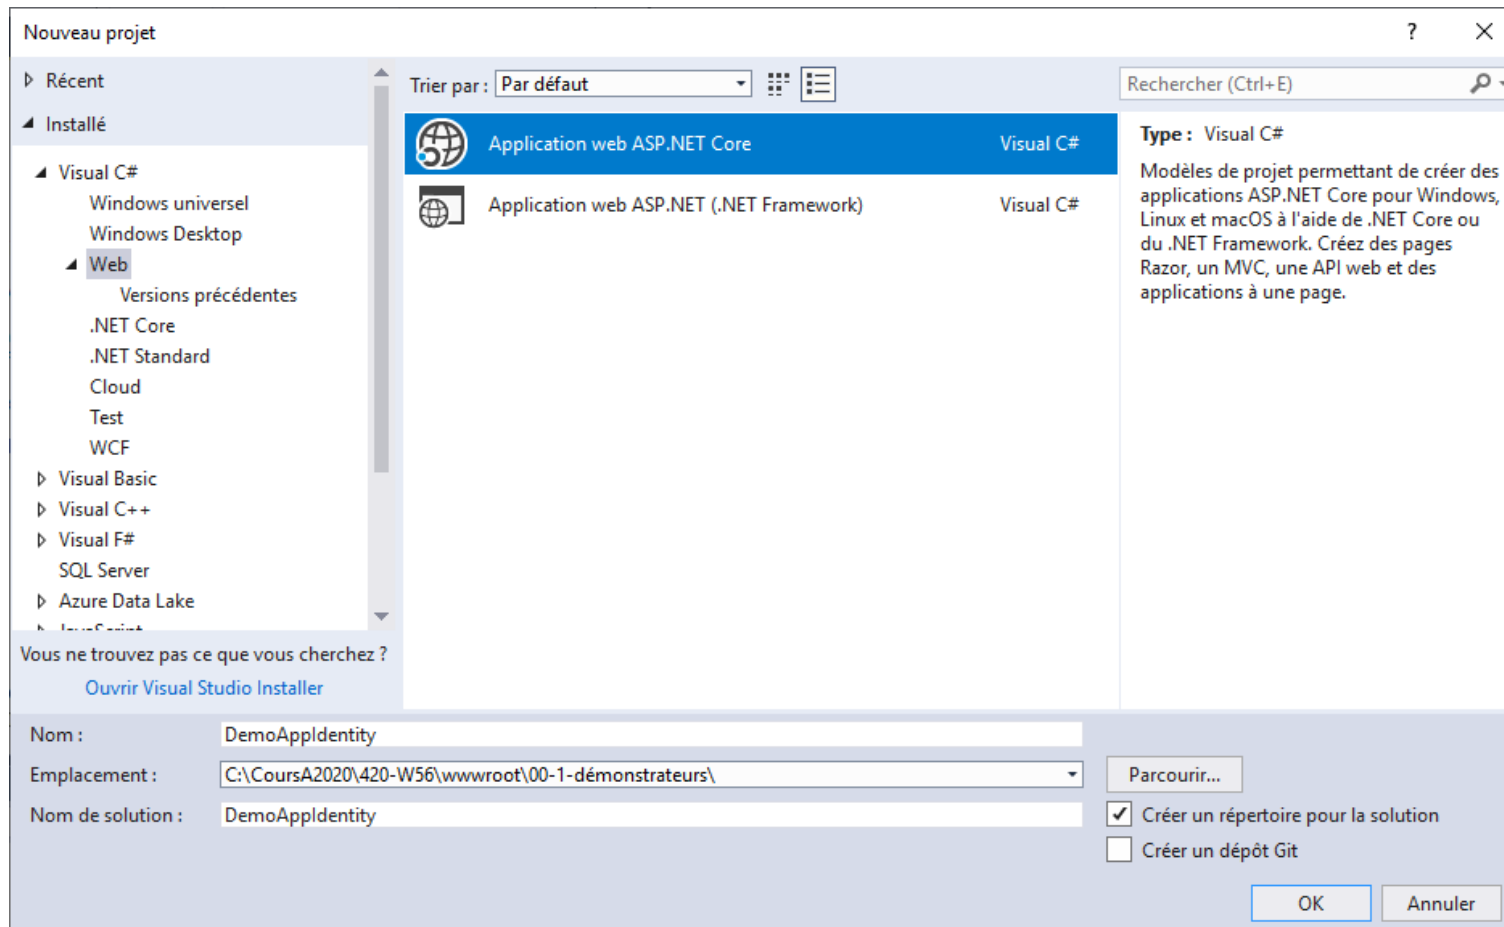 Nouveau projet
?
Récent
Installé
Visual C#
Windows universel
Windows Desktop
Web
Versions précédentes
.NET Core
.NET Standard
Cloud
Test
WCF
Visual Basic
Visual C++
Visual F#
SQL Server
Azure Data Lake
JavaScript
Vous ne trouvez pas ce que vous cherchez ?
Ouvrir Visual Studio Installer
Trier par : Par défaut
Application web ASP.NET Core Visual C#
Application web ASP.NET (.NET Framework) Visual C#
Rechercher (Ctrl+E)
Type : Visual C#
Modèles de projet permettant de créer des
applications ASP.NET Core pour Windows,
Linux et macOS à l'aide de .NET Core ou
du .NET Framework. Créez des pages
Razor, un MVC, une API web et des
applications à une page.
Nom : DemoAppIdentity
Emplacement : C:\CoursA2020\420-W56\wwwroot\00-1-démonstrateurs\
Parcourir...
Nom de solution : DemoAppIdentity
Créer un répertoire pour la solution
Créer un dépôt Git
OK
Annuler